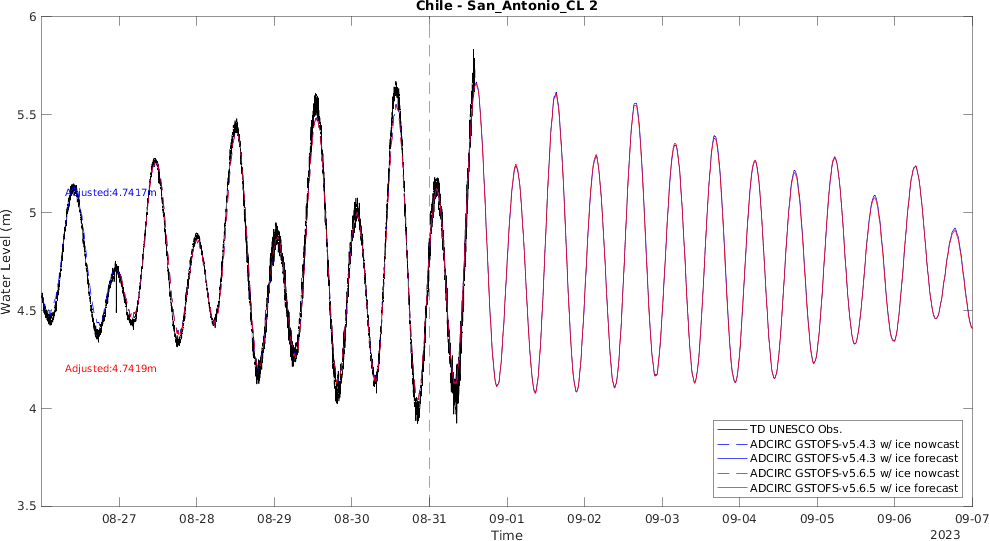 Chile - San_Antonio_CL 2
6
5.5
5
4.5
4
3.5
Water Level (m)
Adjusted:4.7417m
Adjusted:4.7419m
TD UNESCO Obs.
ADCIRC GSTOFS-v5.4.3 w/ ice nowcast
ADCIRC GSTOFS-v5.4.3 w/ ice forecast
ADCIRC GSTOFS-v5.6.5 w/ ice nowcast
ADCIRC GSTOFS-v5.6.5 w/ ice forecast
08-27 08-28 08-29 08-30 08-31 09-01 09-02 09-03 09-04 09-05 09-06 09-07
Time
2023